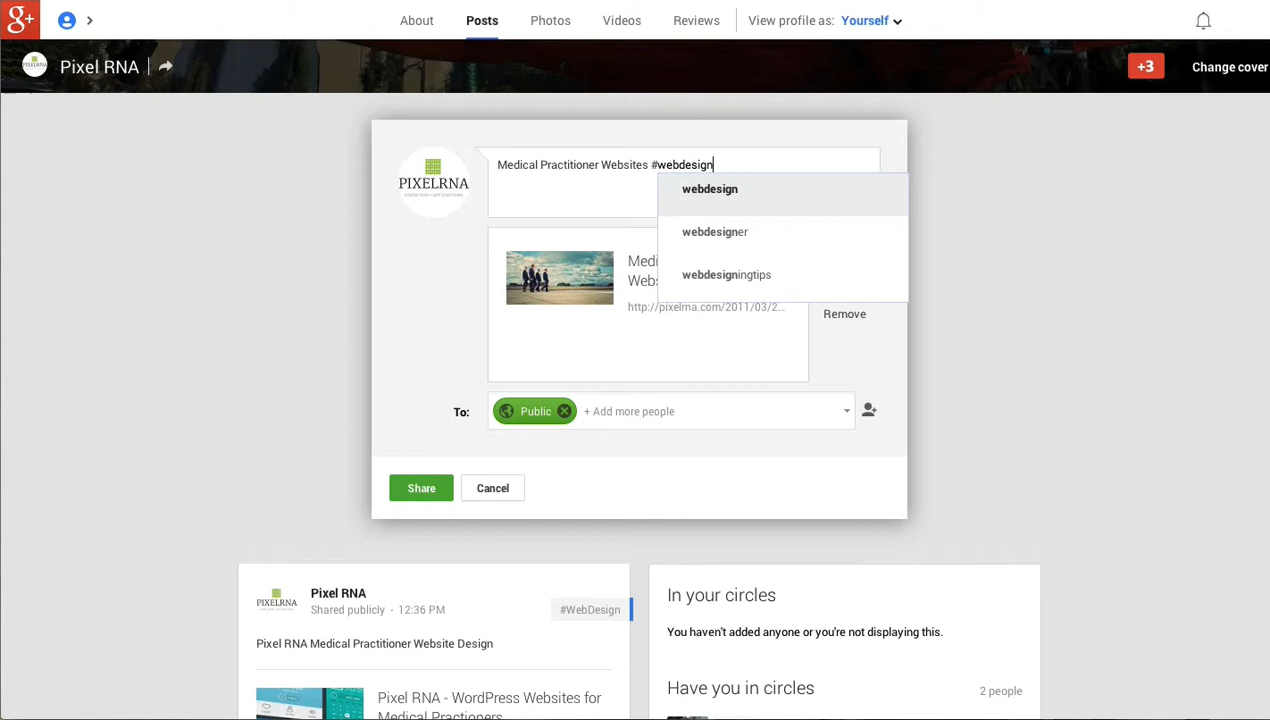 g+
About Posts Photos Videos Reviews View profile as: Yourself
Pixel RNA +3 Change cover
PIXELRNA
Medical Practitioner Websites #webdesign
webdesign
webdesigner
webdesigningtips
Medi
Webs
http://pixelrna.com/2011/03/2...
Remove
To: Public + Add more people
Share Cancel
PIXELRNA
Pixel RNA
Shared publicly - 12:36 PM
#WebDesign
Pixel RNA Medical Practitioner Website Design
Pixel RNA - WordPress Websites for
Medical Practioners
In your circles
You haven't added anyone or you're not displaying this.
Have you in circles 2 people